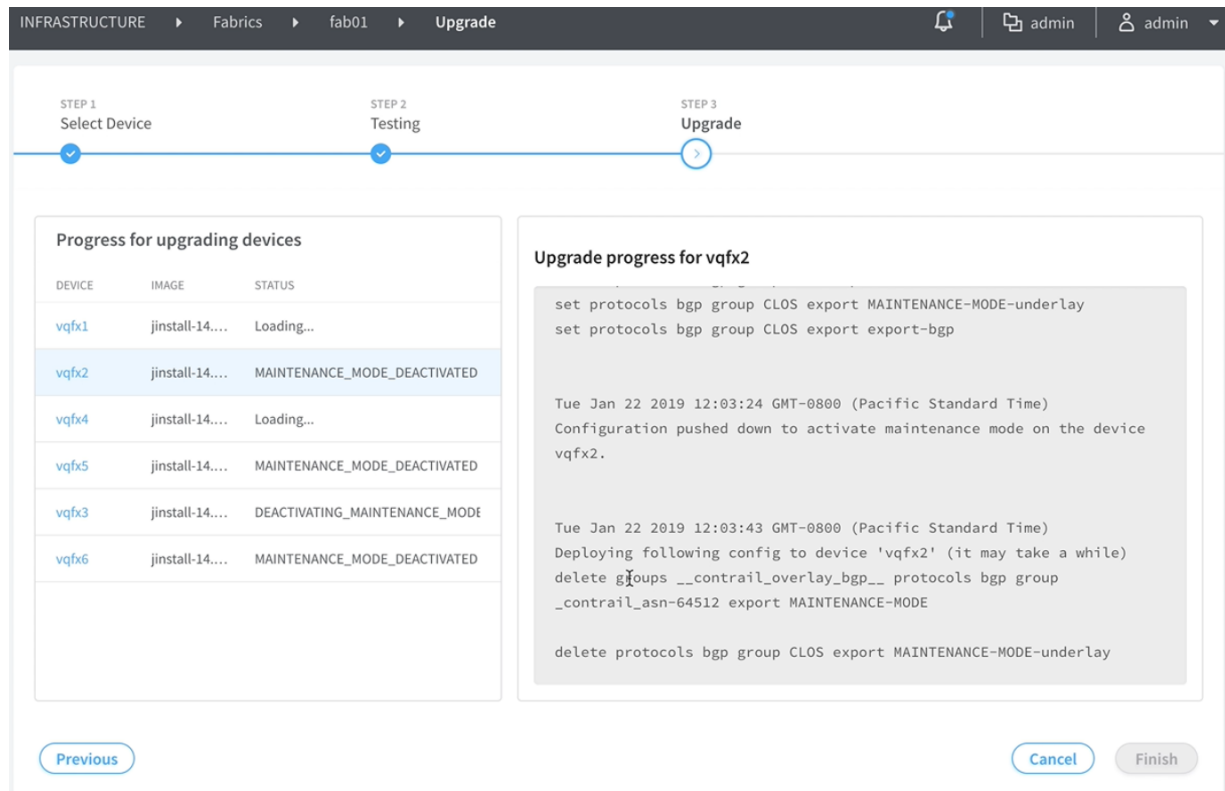 INFRASTRUCTURE ▸ Fabrics ▸ fab01 ▸ Upgrade
admin
admin
STEP 1
Select Device
STEP 2
Testing
STEP 3
Upgrade
Progress for upgrading devices
DEVICE IMAGE STATUS
vqfx1 jinstall-14.... Loading...
vqfx2 jinstall-14.... MAINTENANCE_MODE_DEACTIVATED
vqfx4 jinstall-14.... Loading...
vqfx5 jinstall-14.... MAINTENANCE_MODE_DEACTIVATED
vqfx3 jinstall-14.... DEACTIVATING_MAINTENANCE_MODE
vqfx6 jinstall-14.... MAINTENANCE_MODE_DEACTIVATED
Upgrade progress for vqfx2
set protocols bgp group CLOS export MAINTENANCE-MODE-underlay
set protocols bgp group CLOS export export-bgp
Tue Jan 22 2019 12:03:24 GMT-0800 (Pacific Standard Time)
Configuration pushed down to activate maintenance mode on the device
vqfx2.
Tue Jan 22 2019 12:03:43 GMT-0800 (Pacific Standard Time)
Deploying following config to device 'vqfx2' (it may take a while)
delete groups __contrail_overlay_bgp__ protocols bgp group
_contrail_asn-64512 export MAINTENANCE-MODE
delete protocols bgp group CLOS export MAINTENANCE-MODE-underlay
Previous
Cancel
Finish